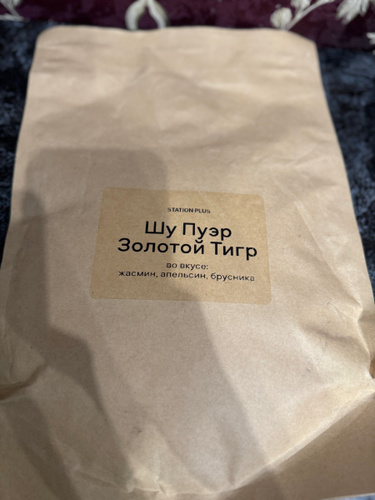 STATION PLUS
Шу Пуэр
Золотой Тигр
во вкусе:
жасмин, апельсин, брусника